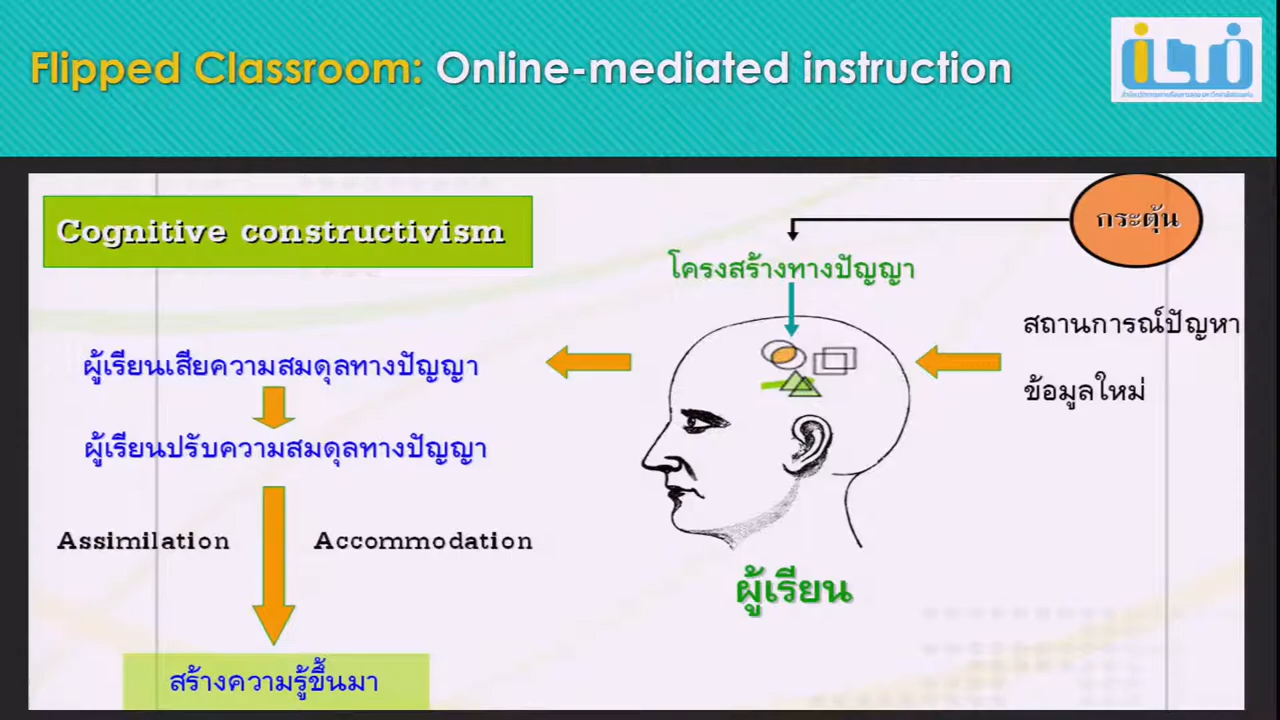 Flipped Classroom: Online-mediated instruction
iLTi
Cognitive constructivism
กระตุ้น
โครงสร้างทางปัญญา
สถานการณ์ปัญหา
ข้อมูลใหม่
ผู้เรียนเสียความสมดุลทางปัญญา
ผู้เรียนปรับความสมดุลทางปัญญา
Assimilation
Accommodation
ผู้เรียน
สร้างความรู้ขึ้นมา